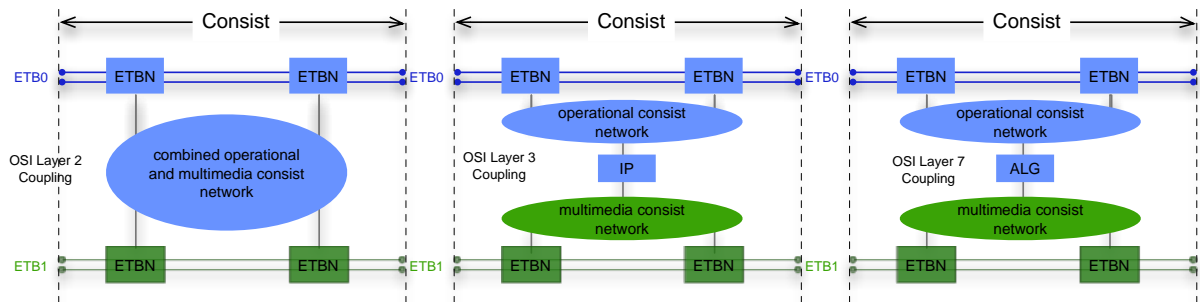 Consist
ETB0
ETBN
ETBN
OSI Layer 2
Coupling
combined operational
and multimedia consist
network
ETB1
ETBN
ETBN
Consist
ETB0
ETBN
ETBN
operational consist
network
OSI Layer 3
Coupling
IP
multimedia consist
network
ETB1
ETBN
ETBN
Consist
ETB0
ETBN
ETBN
operational consist
network
OSI Layer 7
Coupling
ALG
multimedia consist
network
ETB1
ETBN
ETBN